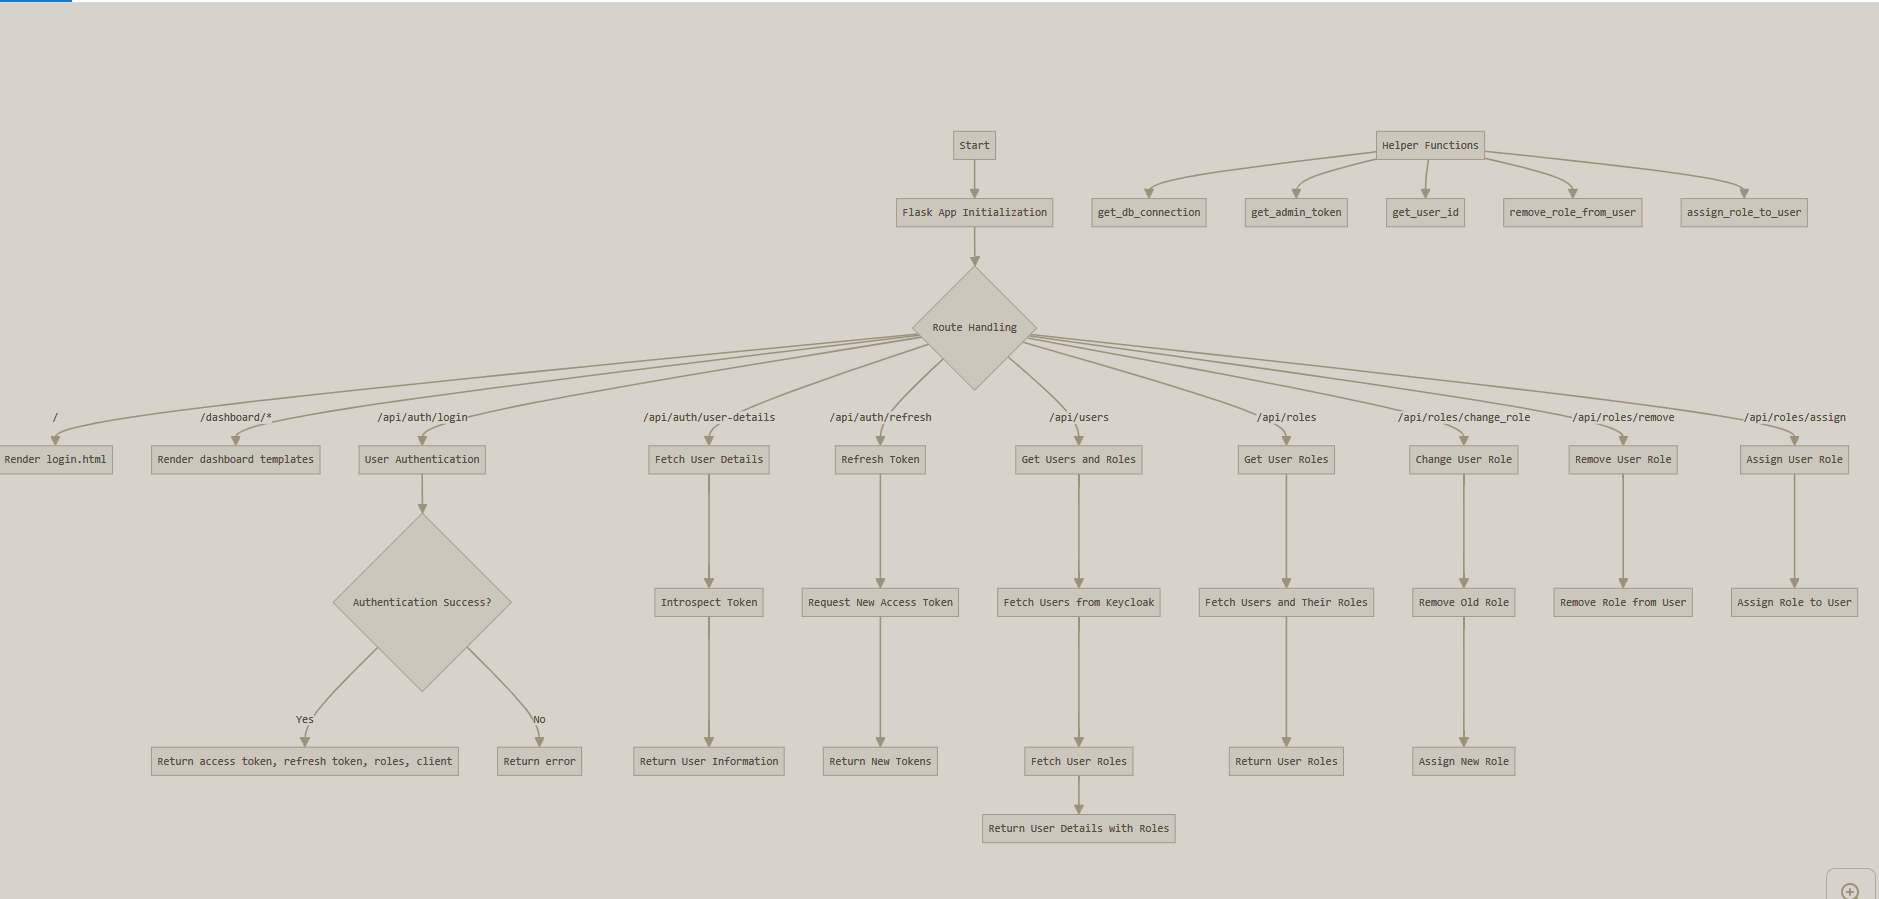 Start
Helper Functions
Flask App Initialization
get_db_connection
get_admin_token
get_user_id
remove_role_from_user
assign_role_to_user
Route Handling
/
/dashboard/*
/api/auth/login
/api/auth/user-details
/api/auth/refresh
/api/users
/api/roles
/api/roles/change_role
/api/roles/remove
/api/roles/assign
Render login.html
Render dashboard templates
User Authentication
Fetch User Details
Refresh Token
Get Users and Roles
Get User Roles
Change User Role
Remove User Role
Assign User Role
Authentication Success?
Introspect Token
Request New Access Token
Fetch Users from Keycloak
Fetch Users and Their Roles
Remove Old Role
Remove Role from User
Assign Role to User
Yes
No
Return access token, refresh token, roles, client
Return error
Return User Information
Return New Tokens
Fetch User Roles
Return User Roles
Assign New Role
Return User Details with Roles